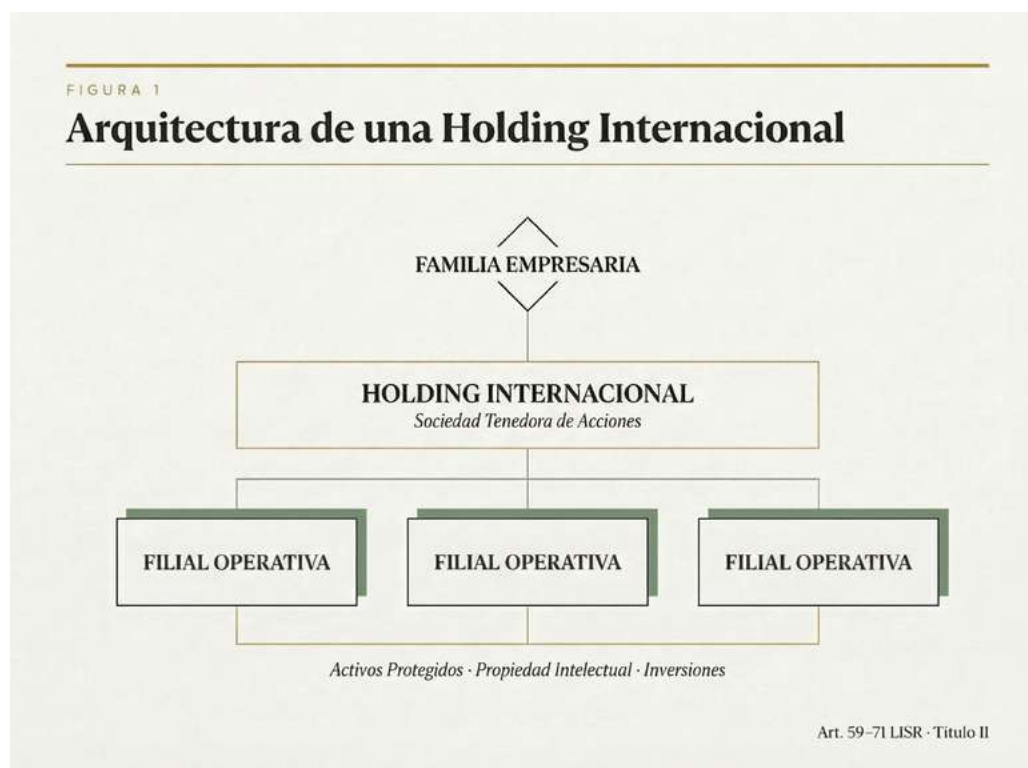 FIGURA 1
Arquitectura de una Holding Internacional
FAMILIA EMPRESARIA
HOLDING INTERNACIONAL
Sociedad Tenedora de Acciones
FILIAL OPERATIVA
FILIAL OPERATIVA
FILIAL OPERATIVA
Activos Protegidos · Propiedad Intelectual · Inversiones
Art. 59–71 LISR · Título II